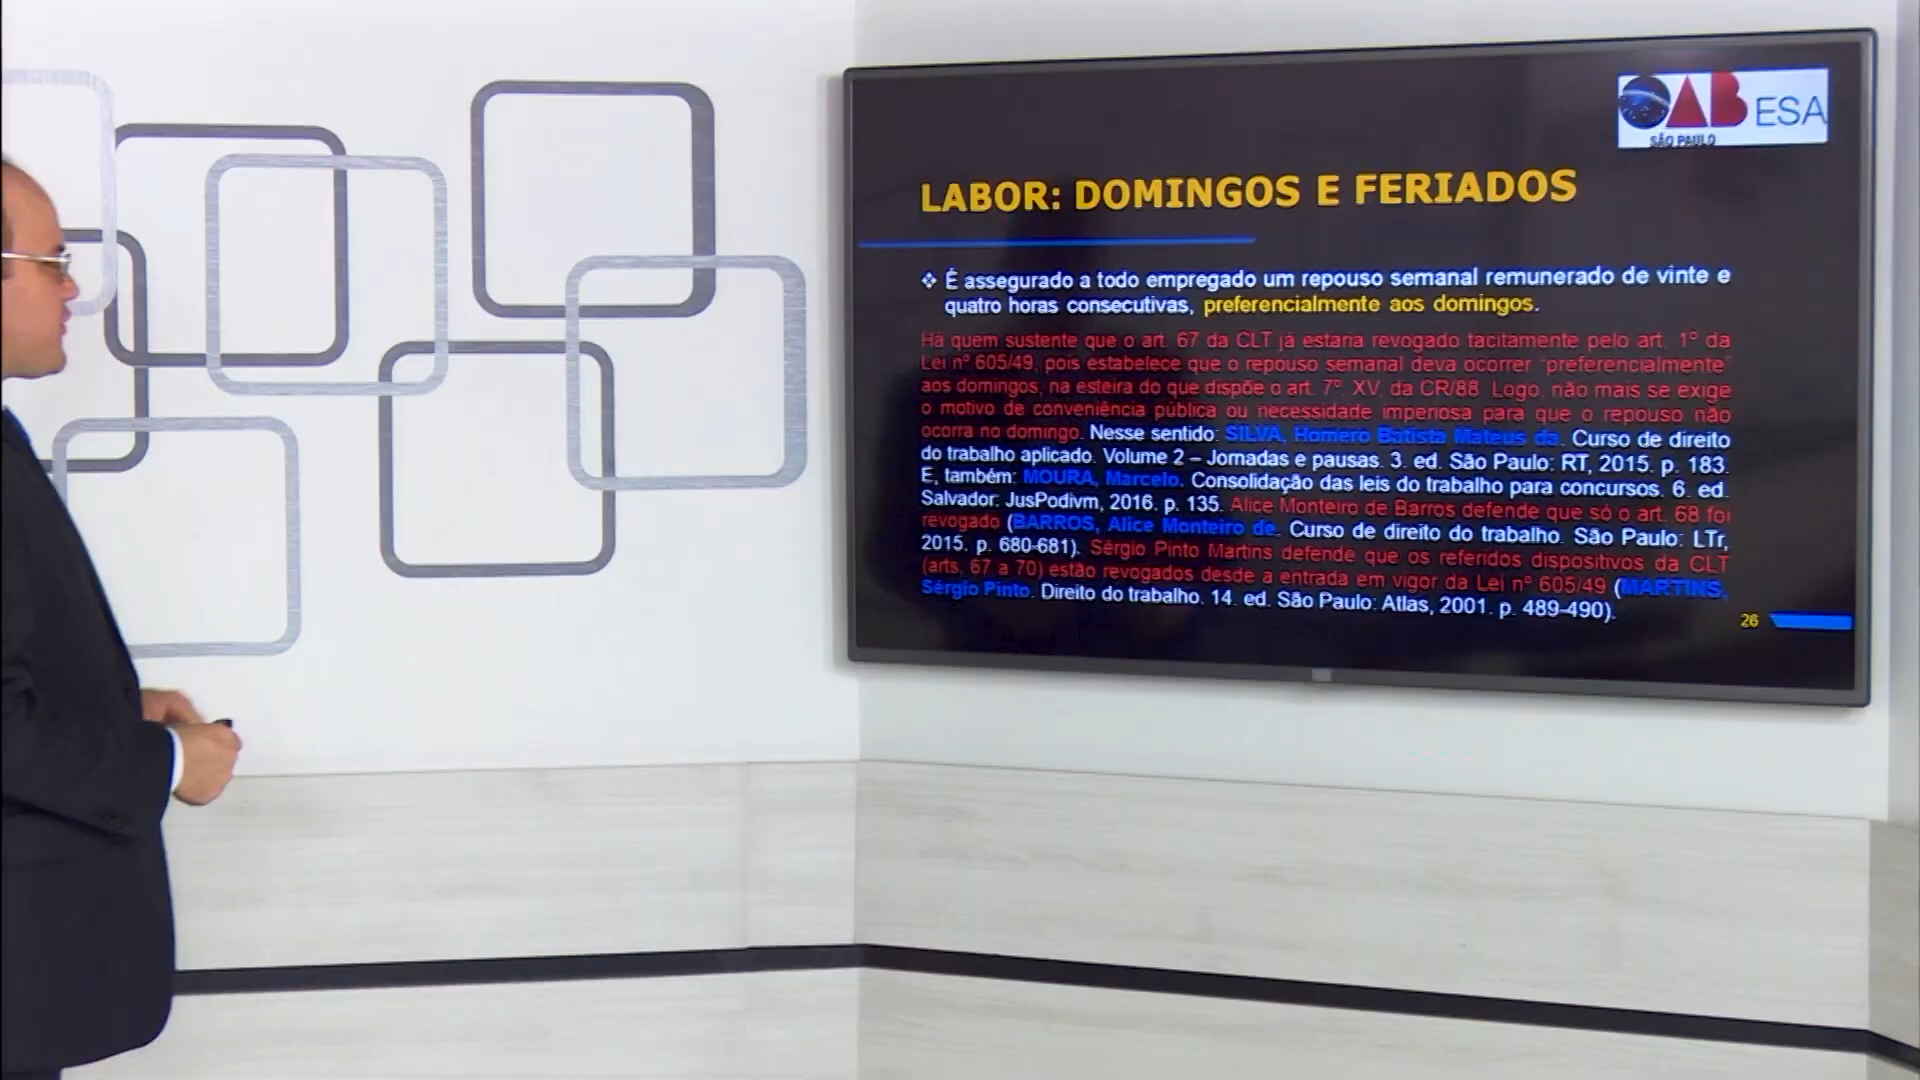 OAB ESA
SÃO PAULO
LABOR: DOMINGOS E FERIADOS
❖ É assegurado a todo empregado um repouso semanal remunerado de vinte e
quatro horas consecutivas, preferencialmente aos domingos.
Há quem sustente que o art. 67 da CLT já estaria revogado tacitamente pelo art. 1º da
Lei nº 605/49, pois estabelece que o repouso semanal deva ocorrer “preferencialmente”
aos domingos, na esteira do que dispõe o art. 7º, XV, da CR/88. Logo, não mais se exige
o motivo de conveniência pública ou necessidade imperiosa para que o repouso não
ocorra no domingo. Nesse sentido: SILVA, Homero Batista Mateus da. Curso de direito
do trabalho aplicado. Volume 2 – Jornadas e pausas. 3. ed. São Paulo: RT, 2015. p. 183.
E, também: MOURA, Marcelo. Consolidação das leis do trabalho para concursos. 6. ed.
Salvador: JusPodivm, 2016. p. 135. Alice Monteiro de Barros defende que só o art. 68 foi
revogado (BARROS, Alice Monteiro de. Curso de direito do trabalho. São Paulo: LTr,
2015. p. 680-681). Sérgio Pinto Martins defende que os referidos dispositivos da CLT
(arts. 67 a 70) estão revogados desde a entrada em vigor da Lei nº 605/49 (MARTINS,
Sérgio Pinto. Direito do trabalho. 14. ed. São Paulo: Atlas, 2001. p. 489-490).
26